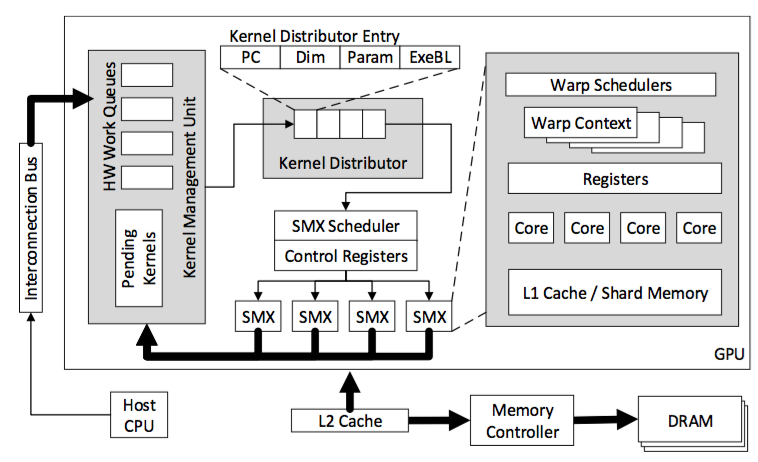 Kernel Distributor Entry
PC Dim Param ExeBL
HW Work Queues
Kernel Management Unit
Pending
Kernels
Interconnection Bus
Kernel Distributor
SMX Scheduler
Control Registers
SMX SMX SMX SMX
Warp Schedulers
Warp Context
Registers
Core Core Core Core
L1 Cache / Shard Memory
GPU
Host
CPU
L2 Cache
Memory
Controller
DRAM